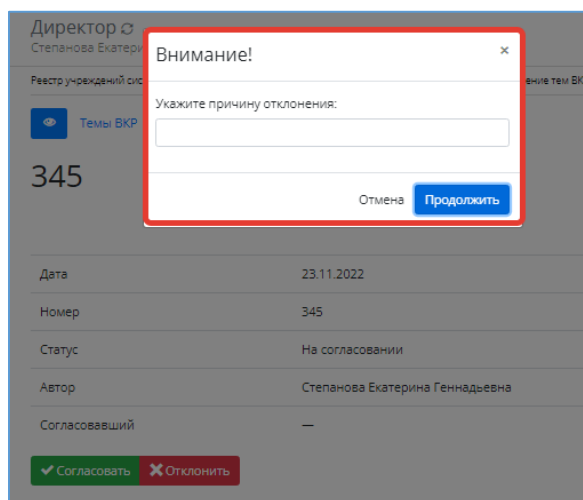 Директор
Степанова Екатери
Внимание!
×
Реестр учреждений сис
ение тем ВК
Укажите причину отклонения:
Темы ВКР
345
Отмена
Продолжить
Дата 23.11.2022
Номер 345
Статус На согласовании
Автор Степанова Екатерина Геннадьевна
Согласовавший —
Согласовать Отклонить